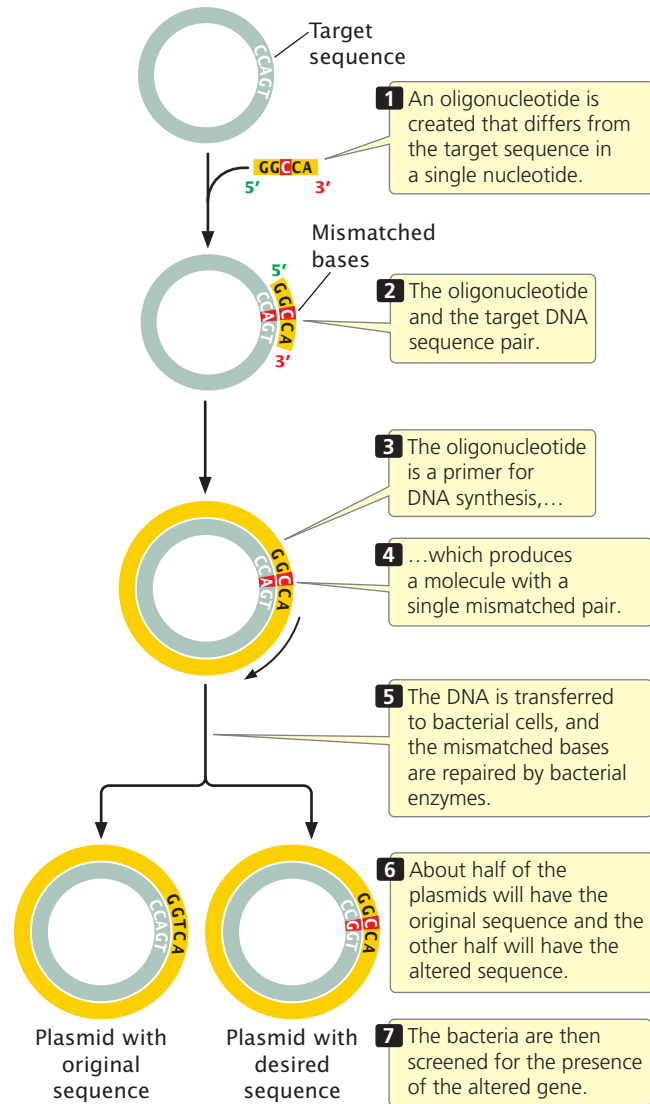 Target
sequence
CCAGT
1 An oligonucleotide is
created that differs from
the target sequence in
a single nucleotide.
GGCCA
5’ 3’
Mismatched
bases
5’
GGCCA
CCAGT
3’
2 The oligonucleotide
and the target DNA
sequence pair.
3 The oligonucleotide
is a primer for
DNA synthesis,…
4 …which produces
a molecule with a
single mismatched pair.
GGCCA
CCAGT
5 The DNA is transferred
to bacterial cells, and
the mismatched bases
are repaired by bacterial
enzymes.
GGTCA
CCAGT
GGCCA
CCGGT
6 About half of the
plasmids will have the
original sequence and the
other half will have the
altered sequence.
Plasmid with
original
sequence
Plasmid with
desired
sequence
7 The bacteria are then
screened for the presence
of the altered gene.